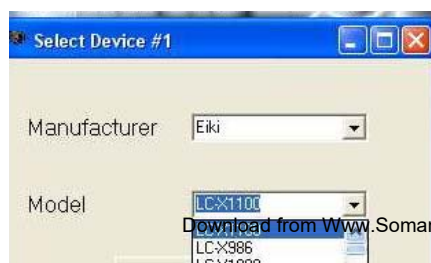 Select Device #1
Manufacturer
Eiki
Model
LC-X1100
Download from Www.Somar
LC-X986